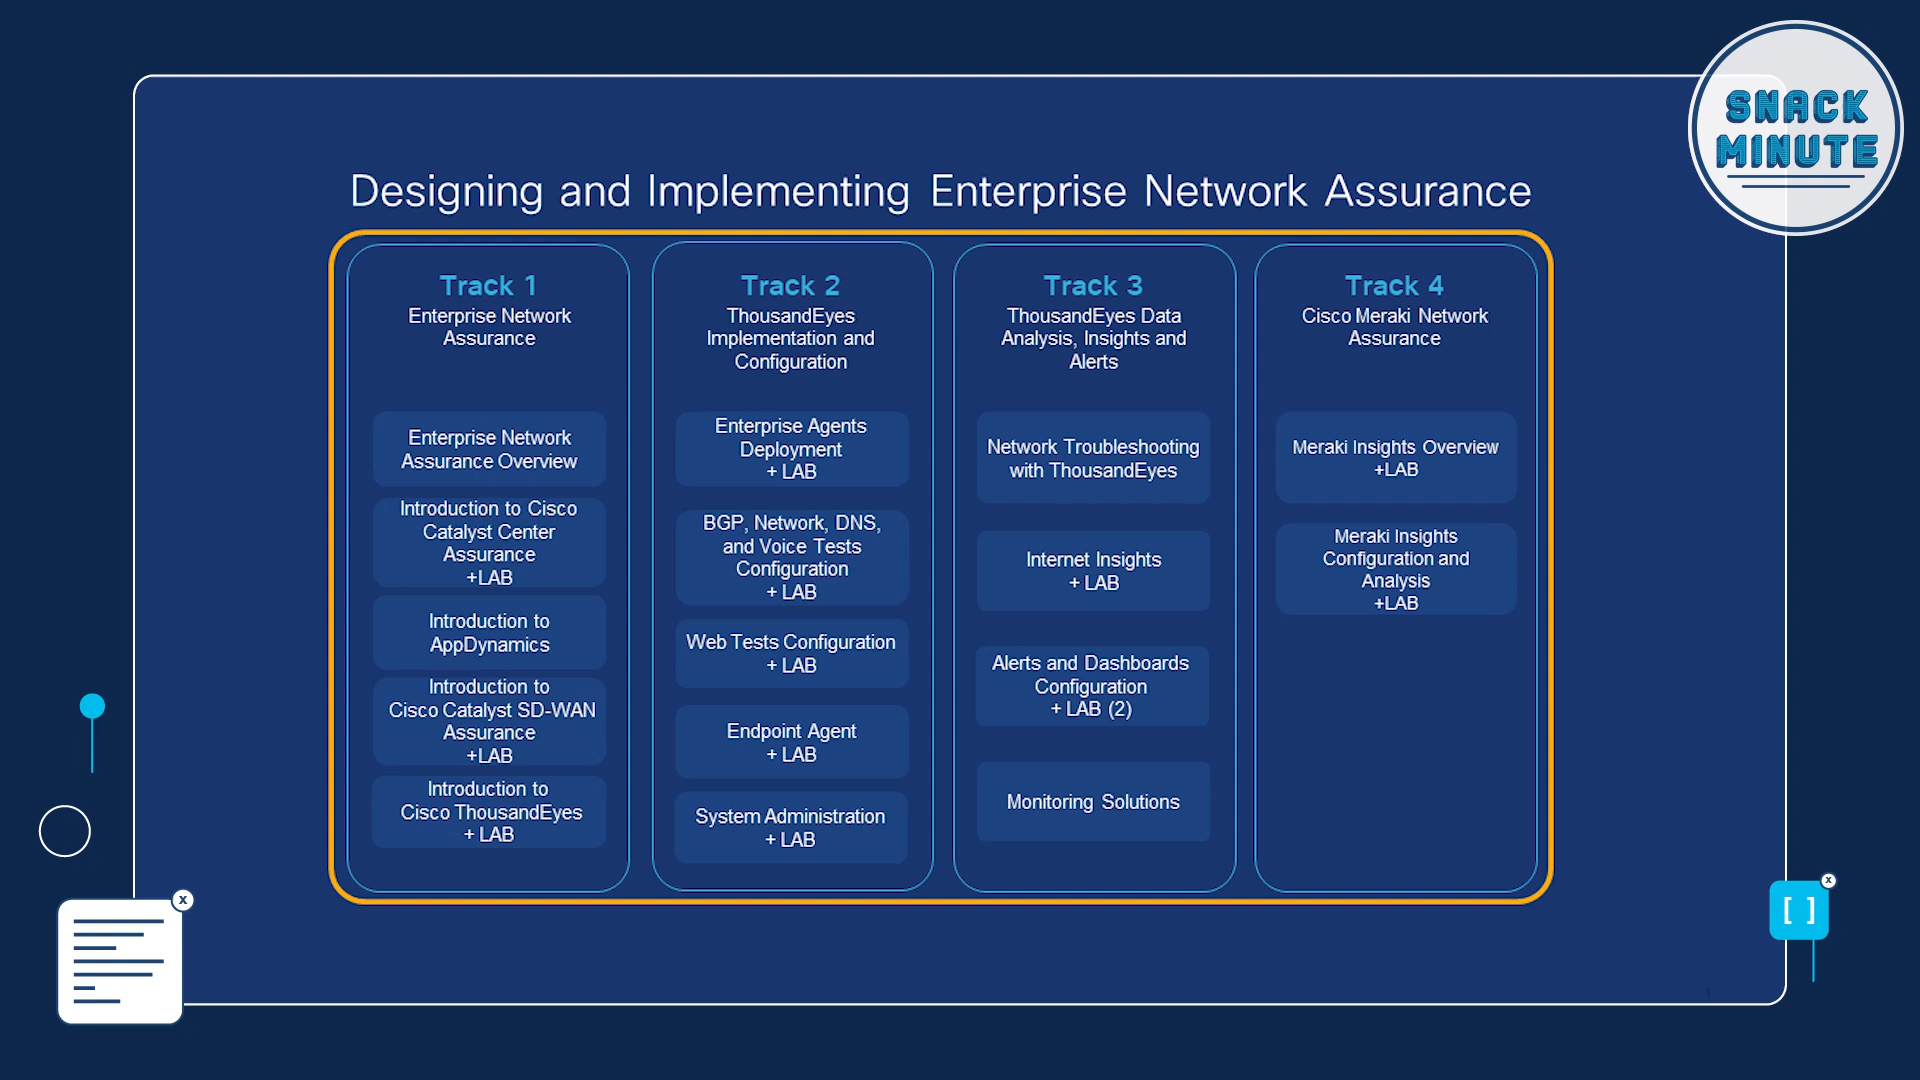 SNACK
MINUTE
Designing and Implementing Enterprise Network Assurance
Track 1
Enterprise Network
Assurance
Enterprise Network
Assurance Overview
Introduction to Cisco
Catalyst Center
Assurance
+LAB
Introduction to
AppDynamics
Introduction to
Cisco Catalyst SD-WAN
Assurance
+LAB
Introduction to
Cisco ThousandEyes
+ LAB
Track 2
ThousandEyes
Implementation and
Configuration
Enterprise Agents
Deployment
+ LAB
BGP, Network, DNS,
and Voice Tests
Configuration
+ LAB
Web Tests Configuration
+ LAB
Endpoint Agent
+ LAB
System Administration
+ LAB
Track 3
ThousandEyes Data
Analysis, Insights and
Alerts
Network Troubleshooting
with ThousandEyes
Internet Insights
+ LAB
Alerts and Dashboards
Configuration
+ LAB (2)
Monitoring Solutions
Track 4
Cisco Meraki Network
Assurance
Meraki Insights Overview
+LAB
Meraki Insights
Configuration and
Analysis
+LAB
x
x
[ ]